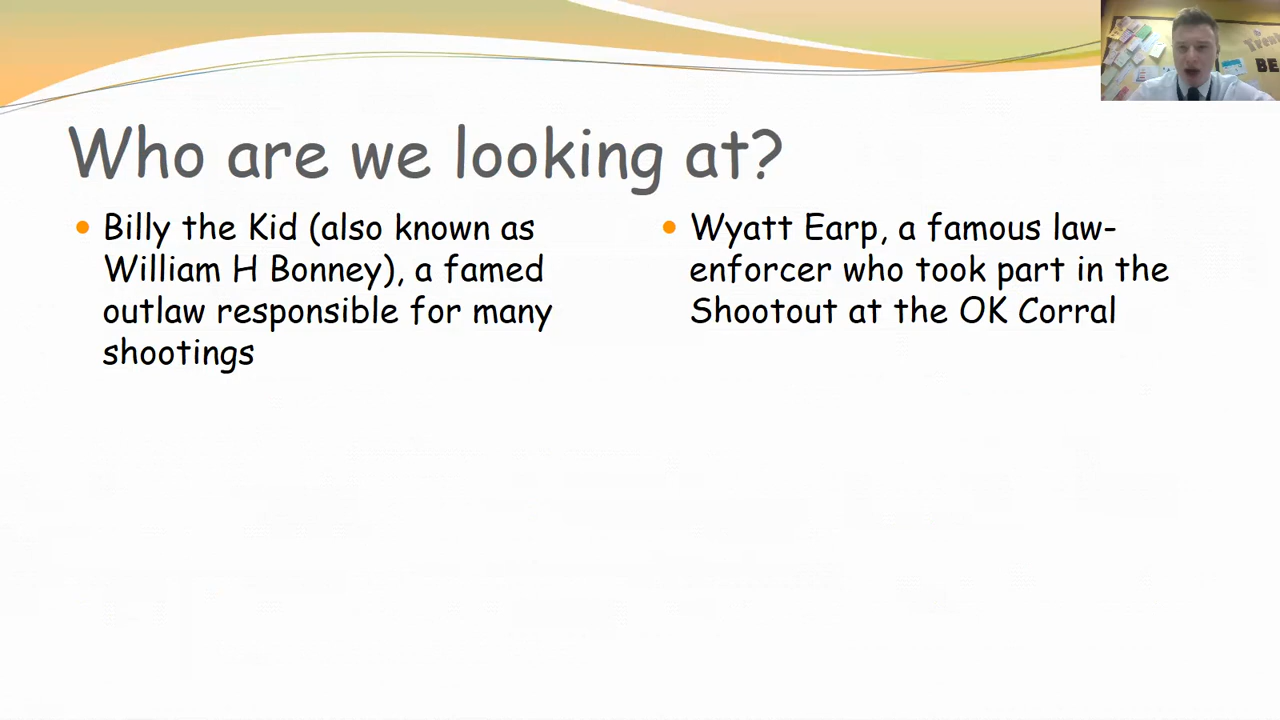 Who are we looking at?
Billy the Kid (also known as
William H Bonney), a famed
outlaw responsible for many
shootings
Wyatt Earp, a famous law-
enforcer who took part in the
Shootout at the OK Corral
BE